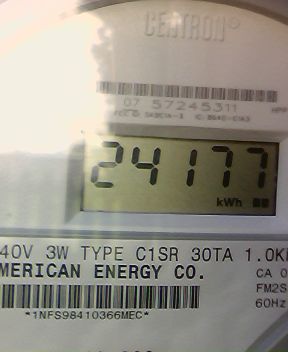 CENTRON®
07 57245311
24177
kWh
40V 3W TYPE C1SR 30TA 1.0K
MERICAN ENERGY CO.
CA 0
FM2S
60Hz
*1NFS98410366MEC*